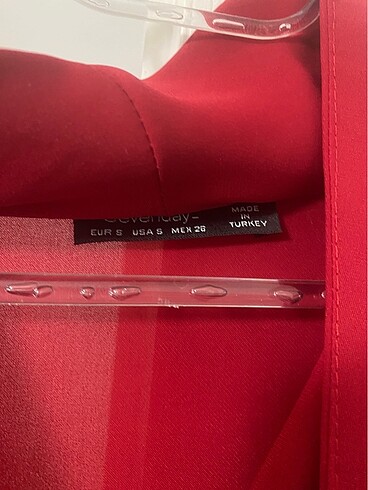 Sevenday–
MADE
IN
TURKEY
EUR S USA S MEX 26